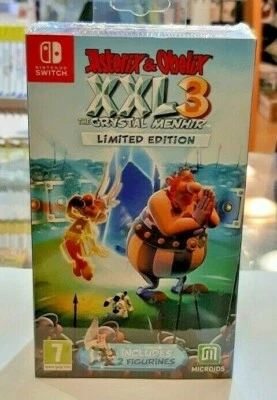 NINTENDO
SWITCH
Asterix & Obelix
XXL3
THE CRYSTAL MENHIR
LIMITED EDITION
7
INCLUDES
2 FIGURINES
MICROIDS